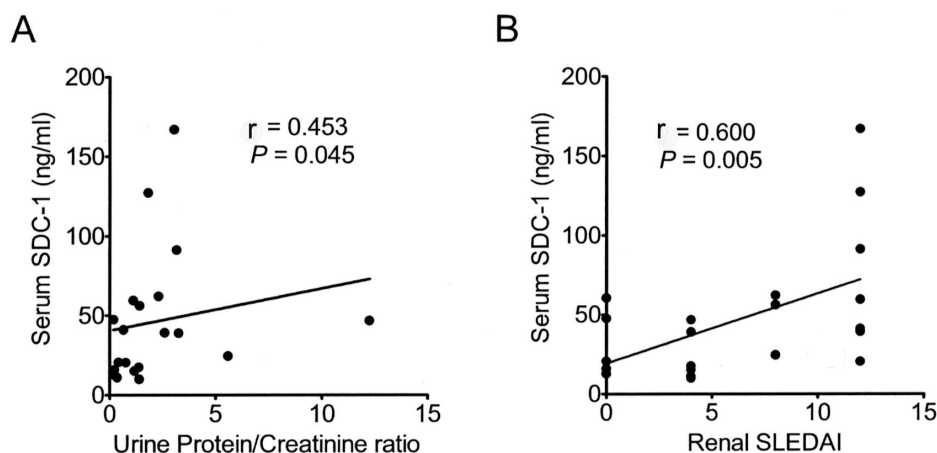 A
200
150
100
50
0
r = 0.453
P = 0.045
Serum SDC-1 (ng/ml)
0 5 10 15
Urine Protein/Creatinine ratio
B
200
150
100
50
0
r = 0.600
P = 0.005
Serum SDC-1 (ng/ml)
0 5 10 15
Renal SLEDAI